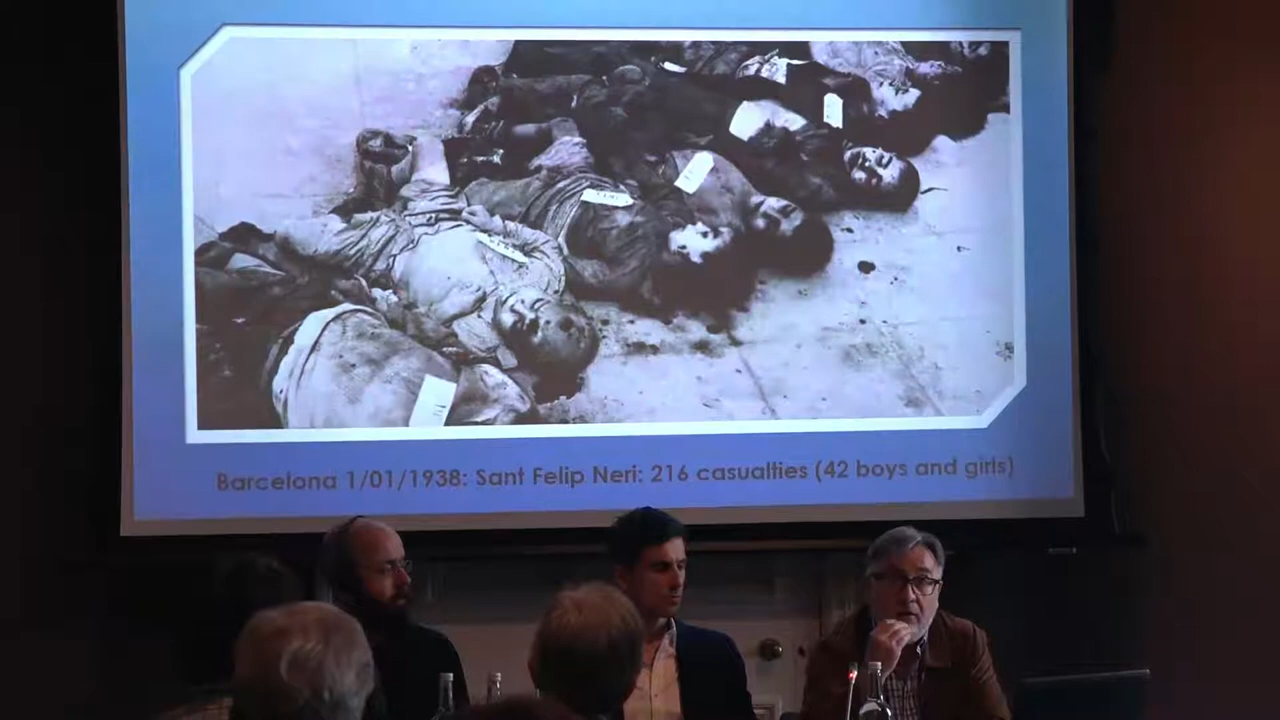 Barcelona 1/01/1938: Sant Felip Neri: 216 casualties (42 boys and girls)